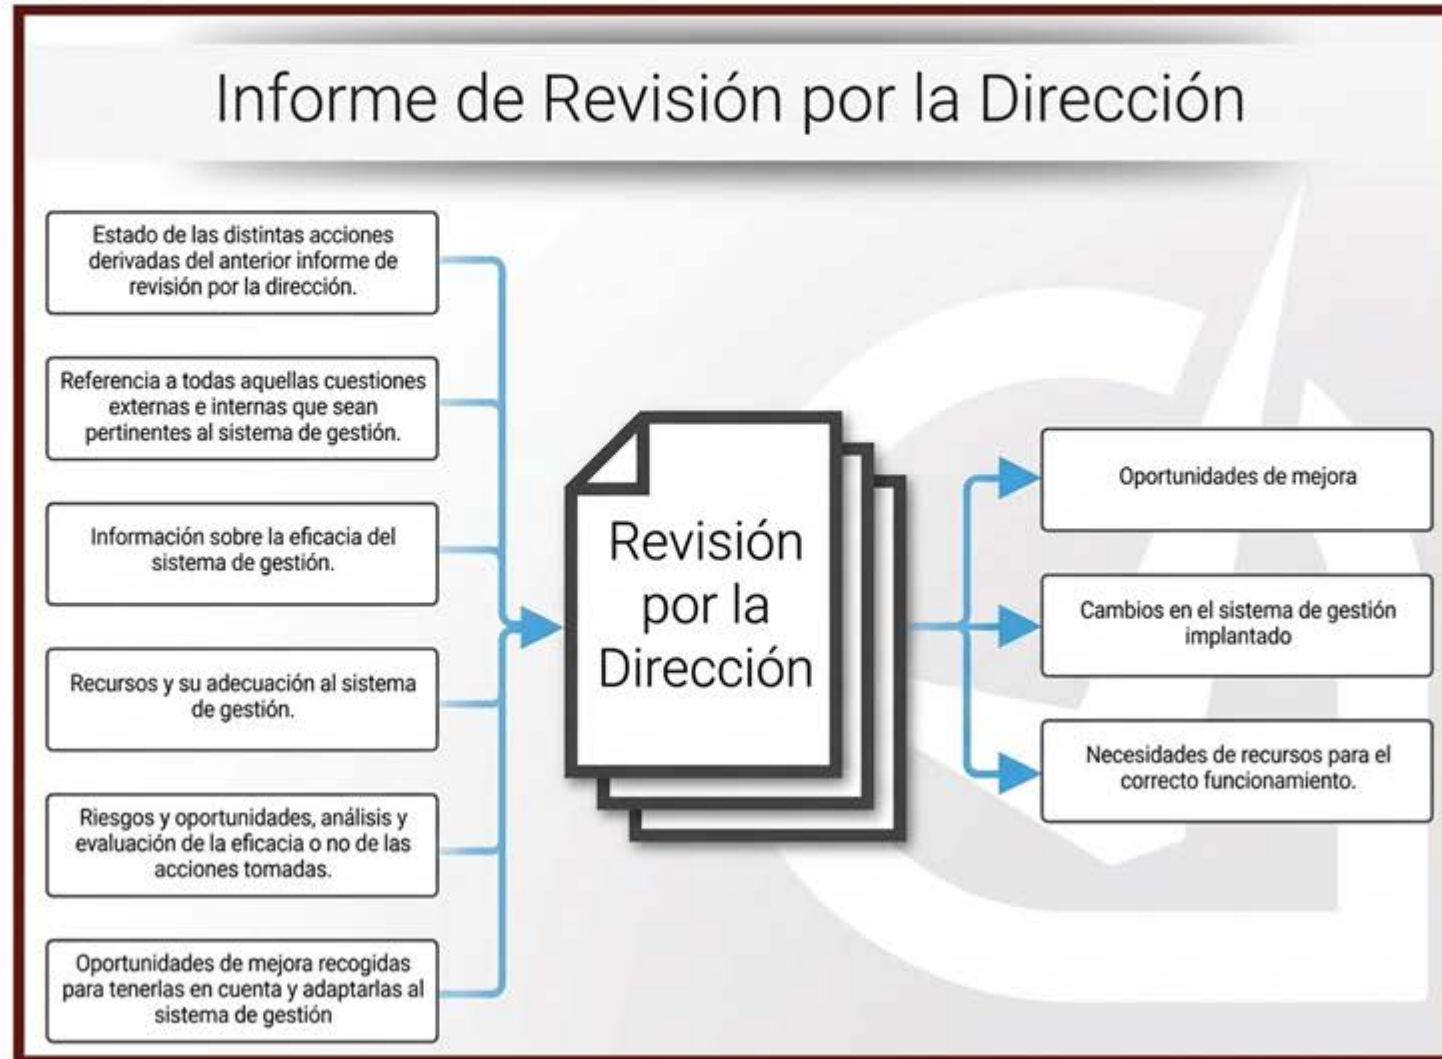 Informe de Revisión por la Dirección
Estado de las distintas acciones
derivadas del anterior informe de
revisión por la dirección.
Referencia a todas aquellas cuestiones
externas e internas que sean
pertinentes al sistema de gestión.
Información sobre la eficacia del
sistema de gestión.
Recursos y su adecuación al sistema
de gestión.
Riesgos y oportunidades, análisis y
evaluación de la eficacia o no de las
acciones tomadas.
Oportunidades de mejora recogidas
para tenerlas en cuenta y adaptarlas al
sistema de gestión
Revisión
por la
Dirección
Oportunidades de mejora
Cambios en el sistema de gestión
implantado
Necesidades de recursos para el
correcto funcionamiento.